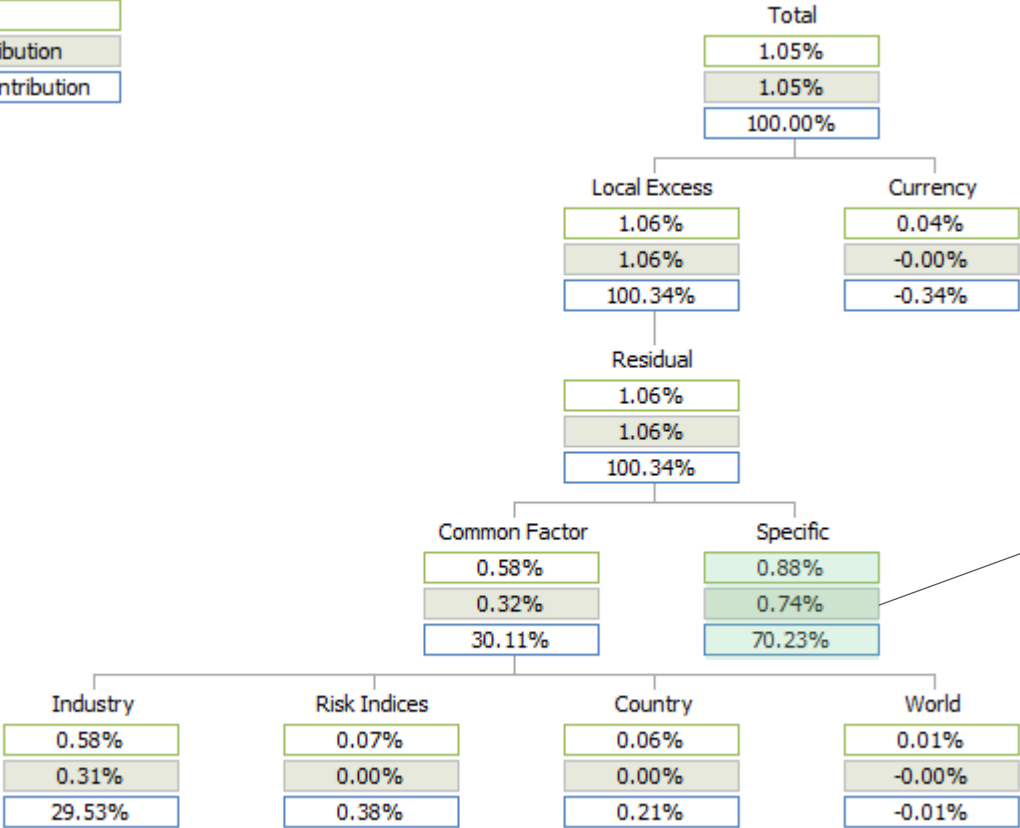 Total
1.05%
ibution
1.05%
ntribution
100.00%
Local Excess Currency
1.06% 0.04%
1.06% -0.00%
100.34% -0.34%
Residual
1.06%
1.06%
100.34%
Common Factor Specific
0.58% 0.88%
0.32% 0.74%
30.11% 70.23%
Industry Risk Indices Country World
0.58% 0.07% 0.06% 0.01%
0.31% 0.00% 0.00% -0.00%
29.53% 0.38% 0.21% -0.01%